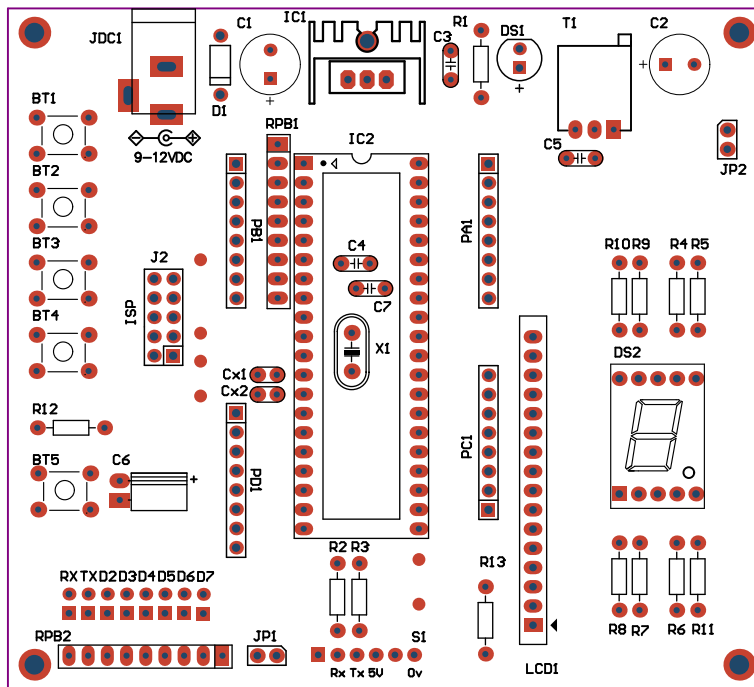 JDC1
C1
IC1
C3
R1
DS1
T1
C2
+
+
+
D1
BT1
9-12VDC
RPB1
IC2
C5
JP2
BT2
PB1
PA1
BT3
J2
C4
R10 R9 R4 R5
ISP
C7
BT4
X1
DS2
Cx1
Cx2
R12
BT5
C6
+
PD1
PC1
R2 R3
R13
RX TX D2 D3 D4 D5 D6 D7
R8 R7 R6 R11
RPB2
JP1
S1
Rx Tx 5V 0v
LCD1